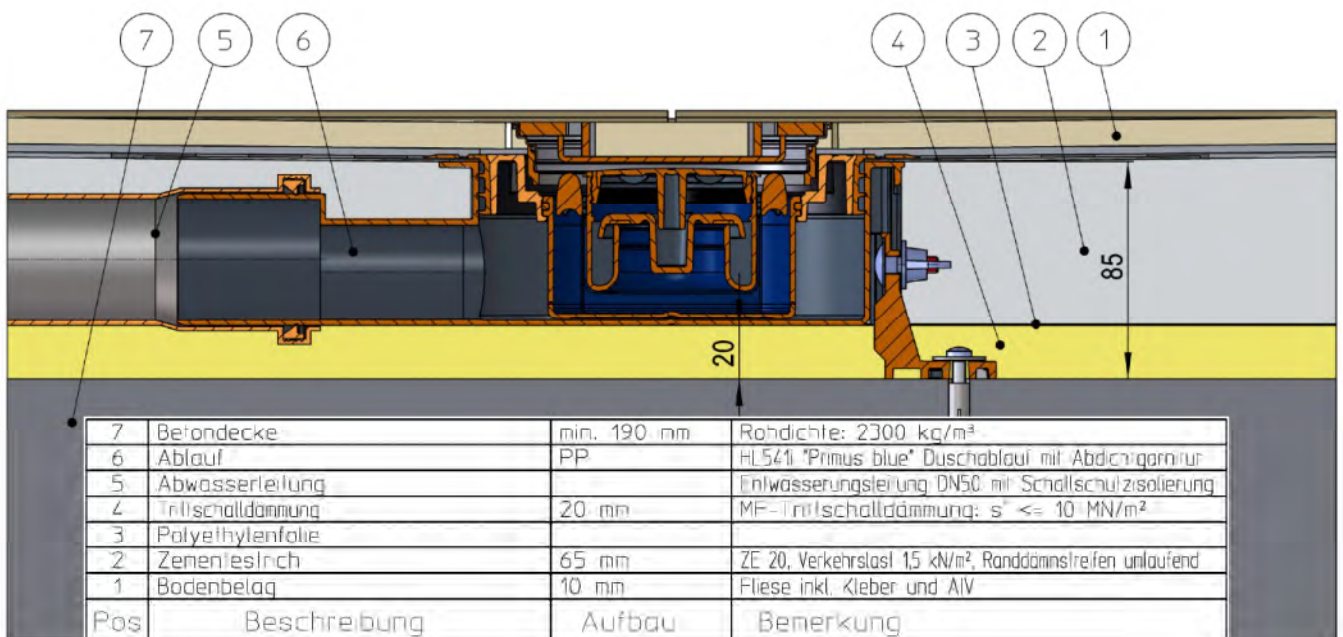 7 5 6 4 3 2 1
85
20
7 Betondecke min. 190 mm Rohdichte: 2300 kg/m³
6 Ablauf PP HL541i "Primus blue" Duschablauf mit Abdichtgarnitur
5 Abwasserleitung Entwässerungsleitung DN50 mit Schallschutzisolierung
4 Trittschalldämmung 20 mm MF-Trittschalldämmung: s' <= 10 MN/m²
3 Polyethylenfolie
2 Zementestrich 65 mm ZE 20, Verkehrslast 1,5 kN/m², Randdämmstreifen umlaufend
1 Bodenbelag 10 mm Fliese inkl. Kleber und AIV
Pos Beschreibung Aufbau Bemerkung